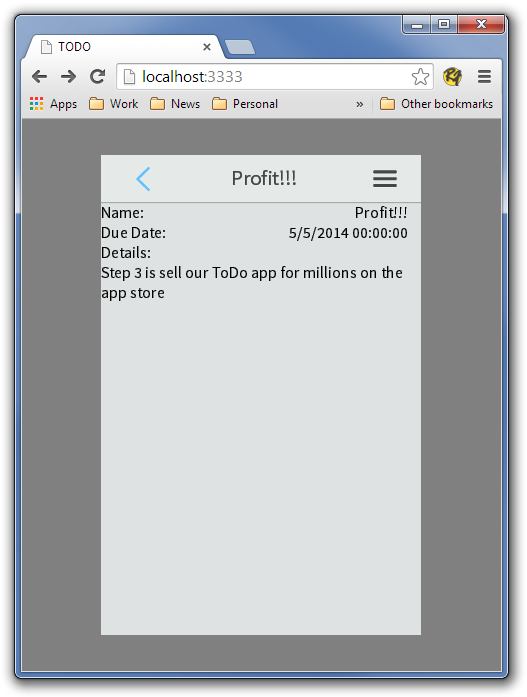 TODO
localhost:3333
Apps Work News Personal » Other bookmarks
Profit!!!
Name: Profit!!!
Due Date: 5/5/2014 00:00:00
Details:
Step 3 is sell our ToDo app for millions on the
app store